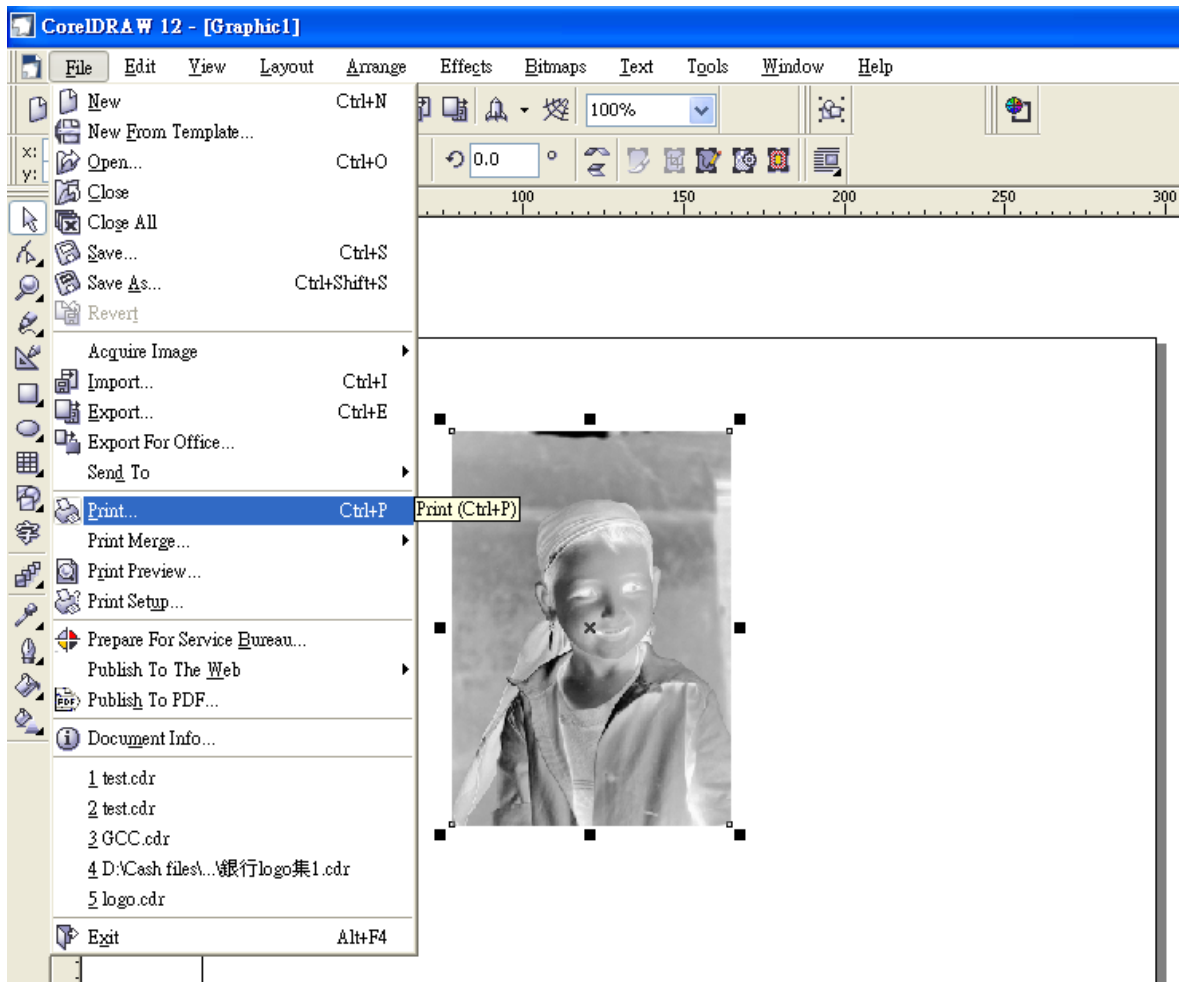 CorelDRAW 12 - [Graphic1]
File Edit View Layout Arrange Effects Bitmaps Text Tools Window Help
New Ctrl+N
100%
New From Template...
x:
Open... Ctrl+O
0.0 °
y:
Close
100 150 200 250 300
Close All
Save... Ctrl+S
Save As... Ctrl+Shift+S
Revert
Acquire Image
Import... Ctrl+I
Export... Ctrl+E
Export For Office...
Send To
Print... Ctrl+P
Print (Ctrl+P)
字
Print Merge...
Print Preview...
Print Setup...
Prepare For Service Bureau...
Publish To The Web
PDF Publish To PDF...
Document Info...
1 test.cdr
2 test.cdr
3 GCC.cdr
4 D:\Cash files\...\銀行logo集1.cdr
5 logo.cdr
Exit Alt+F4